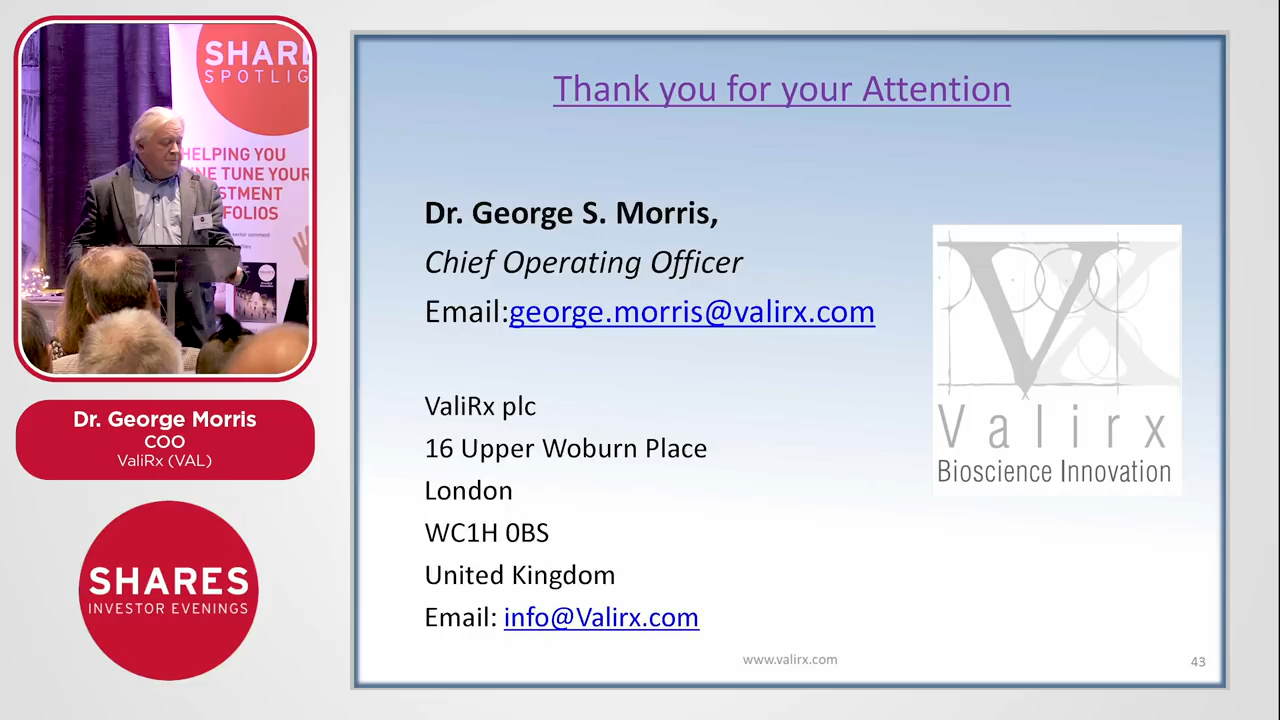 SHARE
SPOTLIG
HELPING YOU
NE TUNE YOUR
STMENT
FOLIOS
Dr. George Morris
COO
ValiRx (VAL)
SHARES
INVESTOR EVENINGS
Thank you for your Attention
Dr. George S. Morris,
Chief Operating Officer
Email:george.morris@valirx.com
ValiRx plc
16 Upper Woburn Place
London
WC1H 0BS
United Kingdom
Email: info@Valirx.com
Valirx
Bioscience Innovation
www.valirx.com
43